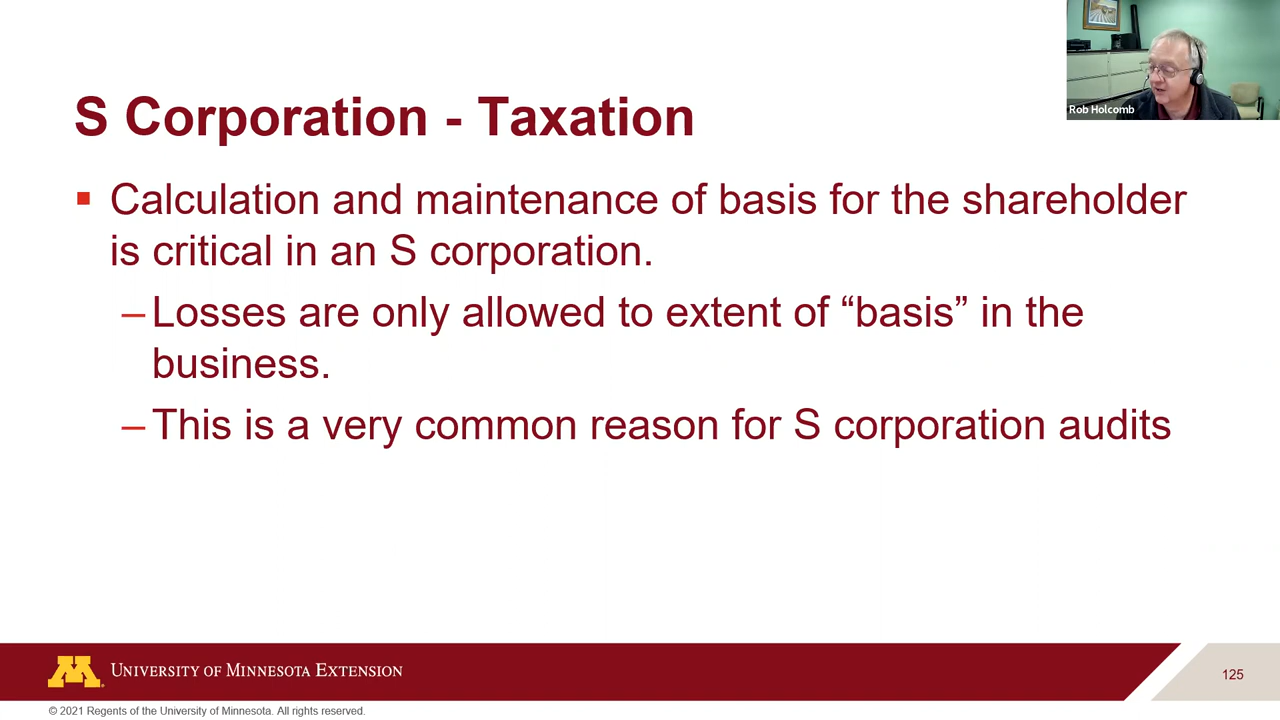 Rob Holcomb
S Corporation - Taxation
▪ Calculation and maintenance of basis for the shareholder
is critical in an S corporation.
– Losses are only allowed to extent of “basis” in the
business.
– This is a very common reason for S corporation audits
M
UNIVERSITY OF MINNESOTA EXTENSION
125
© 2021 Regents of the University of Minnesota. All rights reserved.